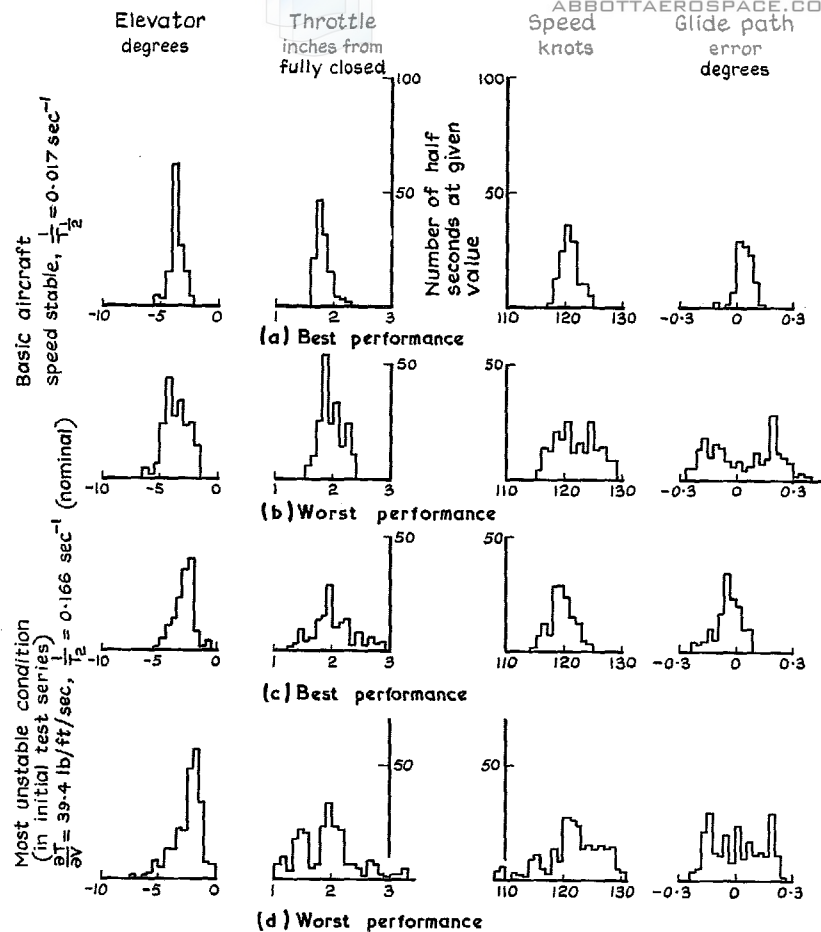 ABBOTTAEROSPACE.CO
Elevator
degrees
Throttle
inches from
fully closed
Speed
knots
Glide path
error
degrees
Basic aircraft
speed stable, 1/T½ = 0·017 sec⁻¹
Number of half
seconds at given
value
100
50
100
50
-10 -5 0
1 2 3
110 120 130
-0·3 0 0·3
(a) Best performance
50
50
-10 -5 0
1 2 3
110 120 130
-0·3 0 0·3
(b) Worst performance
Most unstable condition
(in initial test series)
∂T/∂V = 39·4 lb/ft/sec, 1/T₂ = 0·166 sec⁻¹ (nominal)
50
50
-10 -5 0
1 2 3
110 120 130
-0·3 0 0·3
(c) Best performance
50
50
-10 -5 0
1 2 3
110 120 130
-0·3 0 0·3
(d) Worst performance